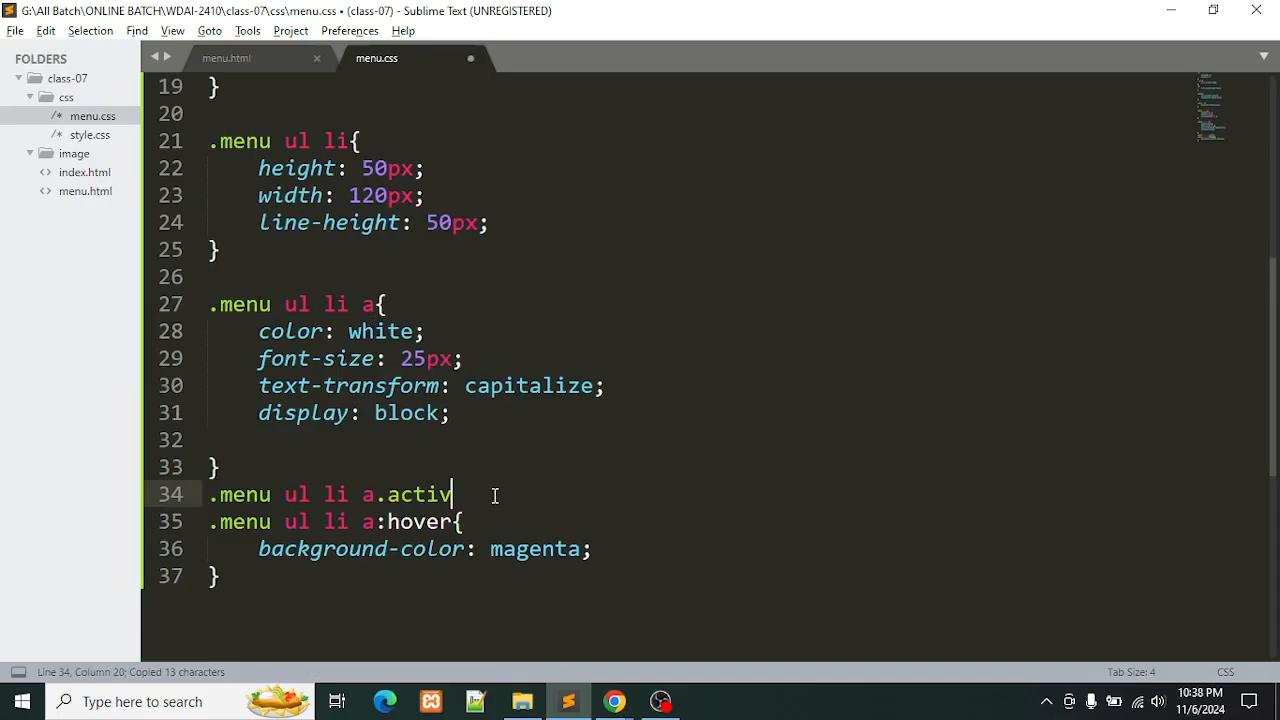 G:\All Batch\ONLINE BATCH\WDAI-2410\class-07\css\menu.css • (class-07) - Sublime Text (UNREGISTERED)
File Edit Selection Find View Goto Tools Project Preferences Help
FOLDERS
class-07
css
/* menu.css
/* style.css
image
<> index.html
<> menu.html
menu.html ×
menu.css
19 }
20
21 .menu ul li{
22 height: 50px;
23 width: 120px;
24 line-height: 50px;
25 }
26
27 .menu ul li a{
28 color: white;
29 font-size: 25px;
30 text-transform: capitalize;
31 display: block;
32
33 }
34 .menu ul li a.activ
35 .menu ul li a:hover{
36 background-color: magenta;
37 }
Line 34, Column 20; Copied 13 characters Tab Size: 4 CSS
Type here to search
10:38 PM
11/6/2024